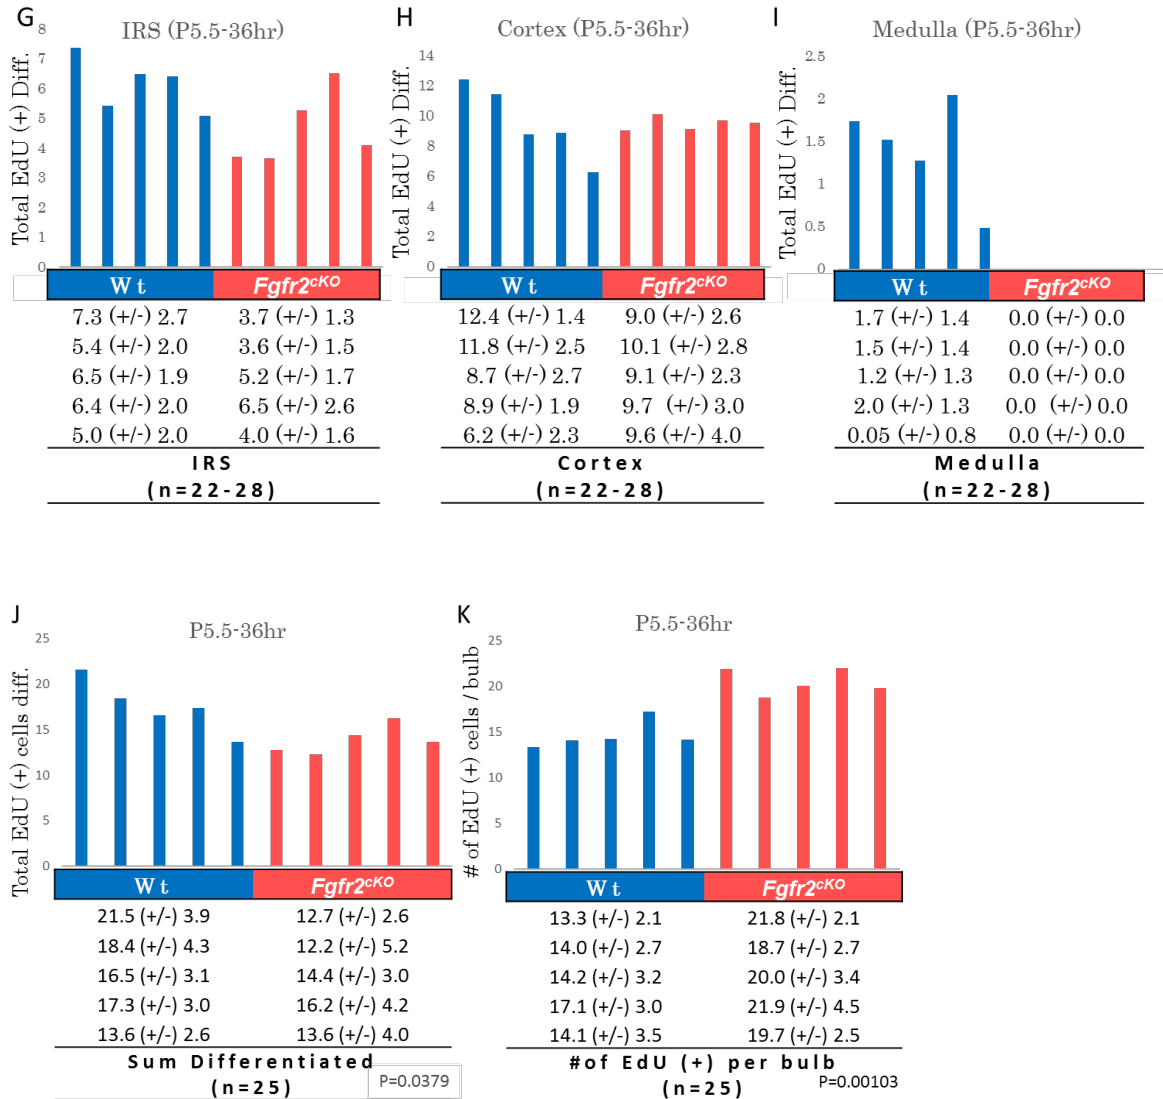 G
IRS (P5.5-36hr)
Total EdU (+) Diff.
8
7
6
5
4
3
2
1
0
Wt Fgfr2cKO
7.3 (+/-) 2.7 3.7 (+/-) 1.3
5.4 (+/-) 2.0 3.6 (+/-) 1.5
6.5 (+/-) 1.9 5.2 (+/-) 1.7
6.4 (+/-) 2.0 6.5 (+/-) 2.6
5.0 (+/-) 2.0 4.0 (+/-) 1.6
IRS
(n=22-28)
H
Cortex (P5.5-36hr)
Total EdU (+) Diff.
14
12
10
8
6
4
2
0
Wt Fgfr2cKO
12.4 (+/-) 1.4 9.0 (+/-) 2.6
11.8 (+/-) 2.5 10.1 (+/-) 2.8
8.7 (+/-) 2.7 9.1 (+/-) 2.3
8.9 (+/-) 1.9 9.7 (+/-) 3.0
6.2 (+/-) 2.3 9.6 (+/-) 4.0
Cortex
(n=22-28)
I
Medulla (P5.5-36hr)
Total EdU (+) Diff.
2.5
2
1.5
1
0.5
0
Wt Fgfr2cKO
1.7 (+/-) 1.4 0.0 (+/-) 0.0
1.5 (+/-) 1.4 0.0 (+/-) 0.0
1.2 (+/-) 1.3 0.0 (+/-) 0.0
2.0 (+/-) 1.3 0.0 (+/-) 0.0
0.05 (+/-) 0.8 0.0 (+/-) 0.0
Medulla
(n=22-28)
J
P5.5-36hr
Total EdU (+) cells diff.
25
20
15
10
5
0
Wt Fgfr2cKO
21.5 (+/-) 3.9 12.7 (+/-) 2.6
18.4 (+/-) 4.3 12.2 (+/-) 5.2
16.5 (+/-) 3.1 14.4 (+/-) 3.0
17.3 (+/-) 3.0 16.2 (+/-) 4.2
13.6 (+/-) 2.6 13.6 (+/-) 4.0
Sum Differentiated
(n=25)
P=0.0379
K
P5.5-36hr
# of EdU (+) cells / bulb
25
20
15
10
5
0
Wt Fgfr2cKO
13.3 (+/-) 2.1 21.8 (+/-) 2.1
14.0 (+/-) 2.7 18.7 (+/-) 2.7
14.2 (+/-) 3.2 20.0 (+/-) 3.4
17.1 (+/-) 3.0 21.9 (+/-) 4.5
14.1 (+/-) 3.5 19.7 (+/-) 2.5
#of EdU (+) per bulb
(n=25)
P=0.00103